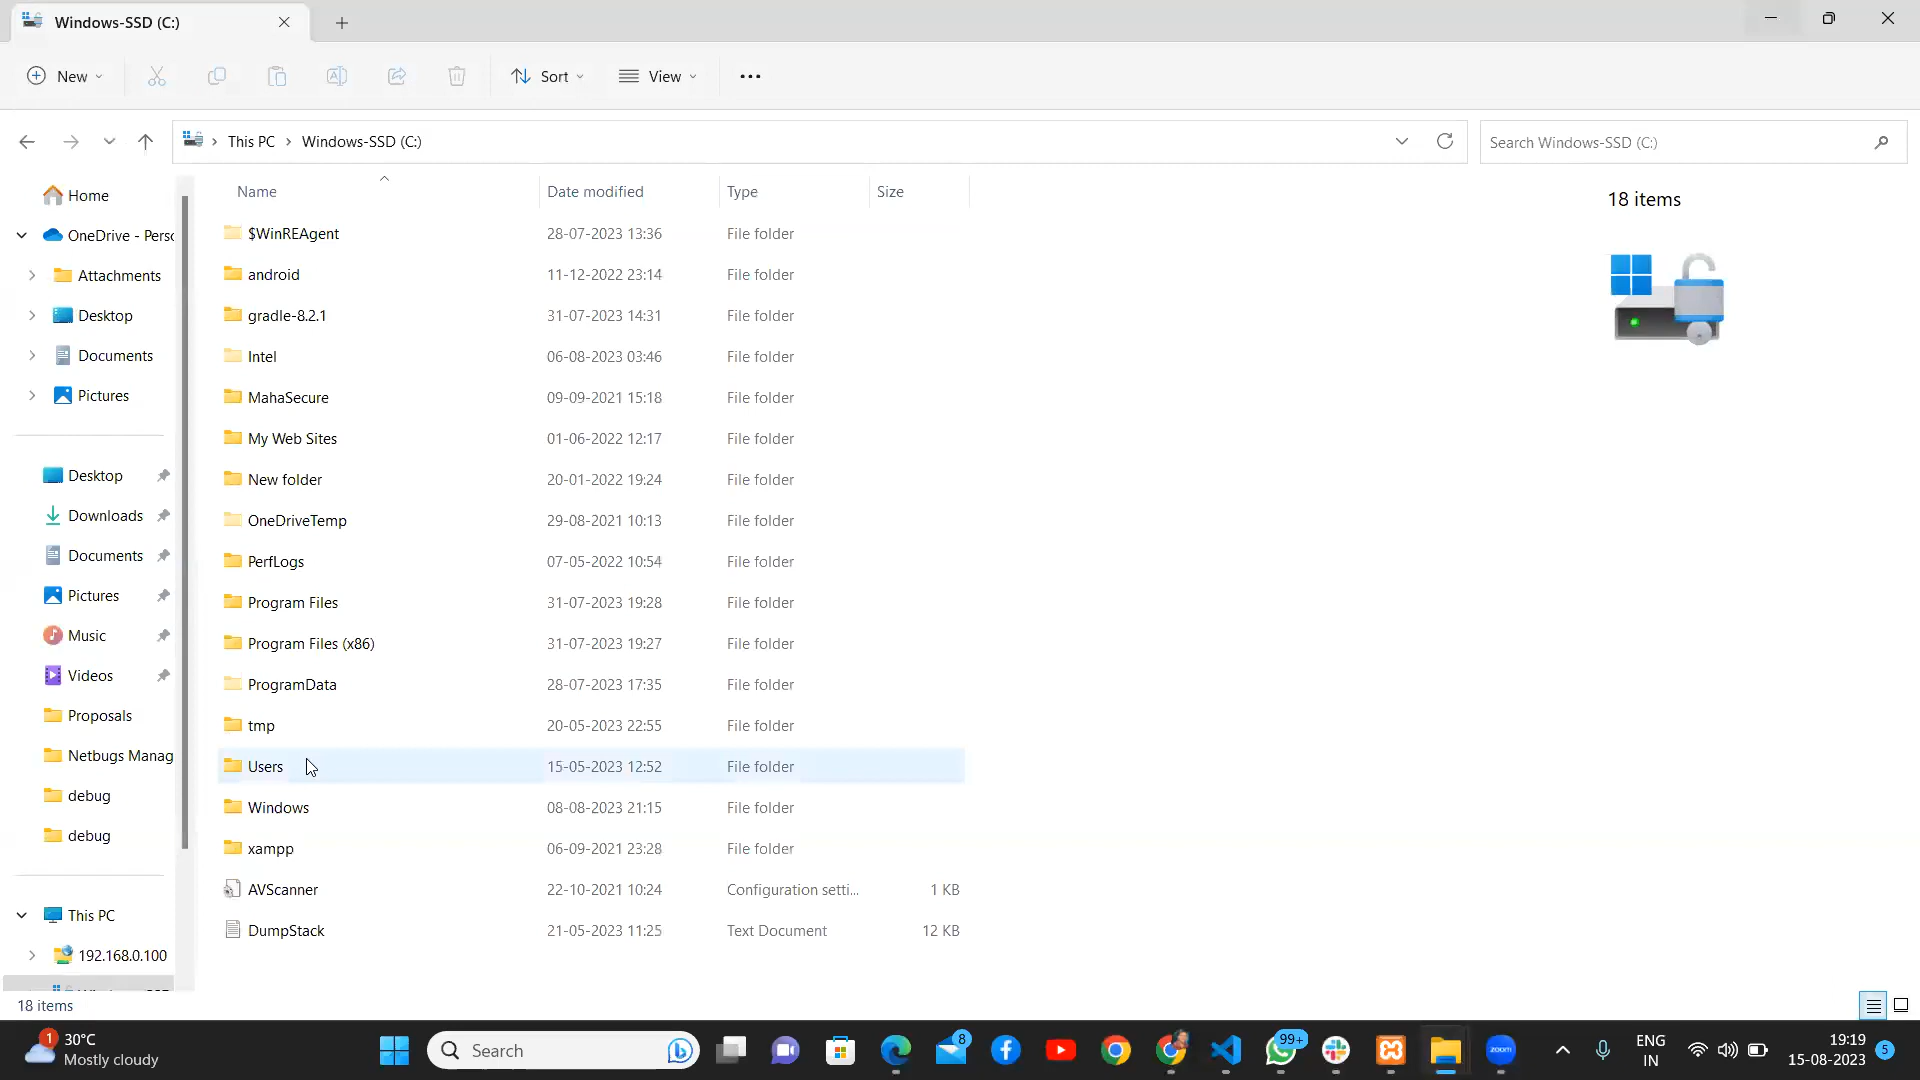 Windows-SSD (C:)
New
Sort
View
This PC
Windows-SSD (C:)
Search Windows-SSD (C:)
Home
OneDrive - Perso
Attachments
Desktop
Documents
Pictures
Desktop
Downloads
Documents
Pictures
Music
Videos
Proposals
Netbugs Manag
debug
debug
This PC
192.168.0.100
Name Date modified Type Size
$WinREAgent 28-07-2023 13:36 File folder
android 11-12-2022 23:14 File folder
gradle-8.2.1 31-07-2023 14:31 File folder
Intel 06-08-2023 03:46 File folder
MahaSecure 09-09-2021 15:18 File folder
My Web Sites 01-06-2022 12:17 File folder
New folder 20-01-2022 19:24 File folder
OneDriveTemp 29-08-2021 10:13 File folder
PerfLogs 07-05-2022 10:54 File folder
Program Files 31-07-2023 19:28 File folder
Program Files (x86) 31-07-2023 19:27 File folder
ProgramData 28-07-2023 17:35 File folder
tmp 20-05-2023 22:55 File folder
Users 15-05-2023 12:52 File folder
Windows 08-08-2023 21:15 File folder
xampp 06-09-2021 23:28 File folder
AVScanner 22-10-2021 10:24 Configuration setti... 1 KB
DumpStack 21-05-2023 11:25 Text Document 12 KB
18 items
18 items
1
30°C
Mostly cloudy
Search
8
99+
zoom
ENG
IN
19:19
15-08-2023
5